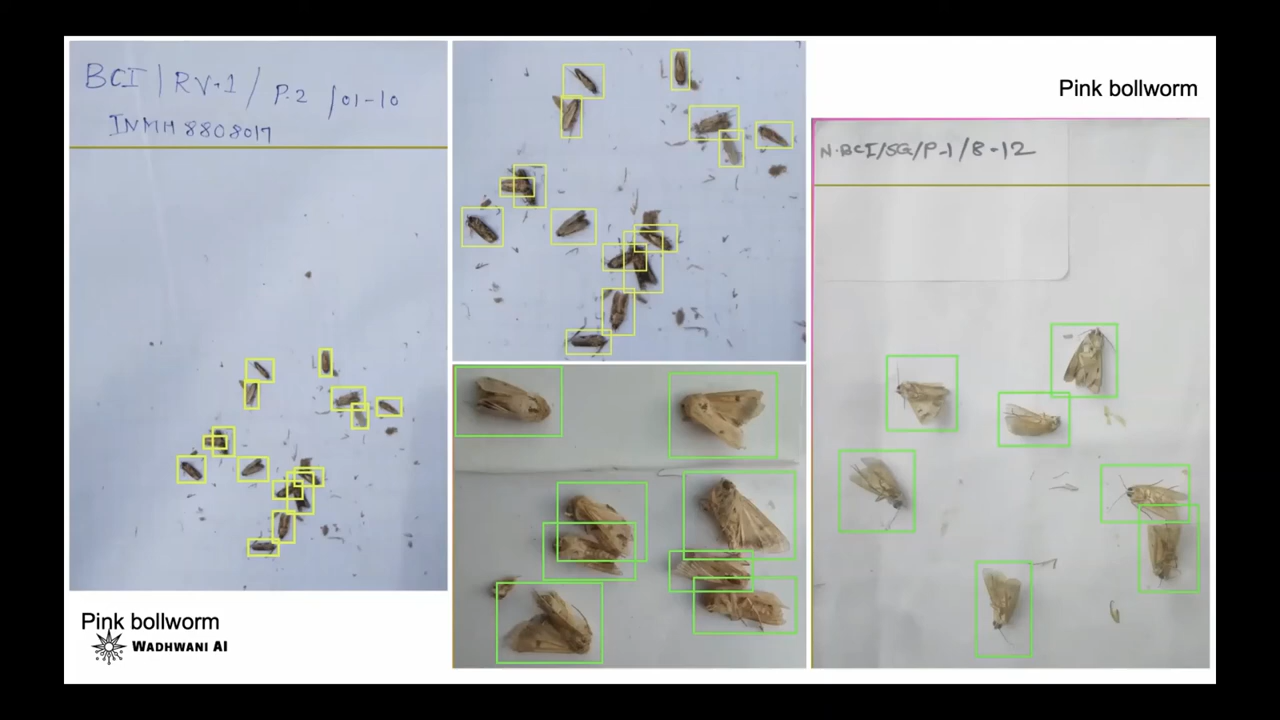 BCI / RV-1 / P.2 / 01-10
INMH 8808017
Pink bollworm
N.BCI/SG/P-1/8-12
Pink bollworm
WADHWANI AI